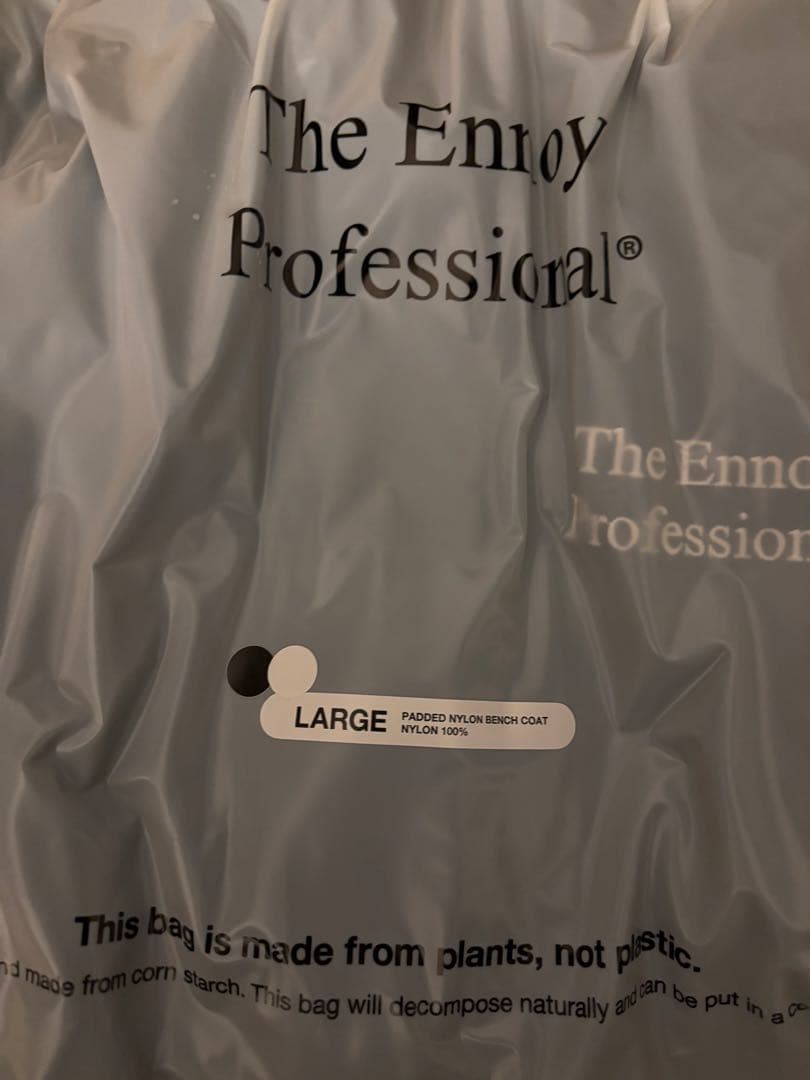 The Ennoy
Professional®
The Enno
Profession
LARGE PADDED NYLON BENCH COAT
NYLON 100%
This bag is made from plants, not plastic.
nd made from corn starch. This bag will decompose naturally and can be put in a